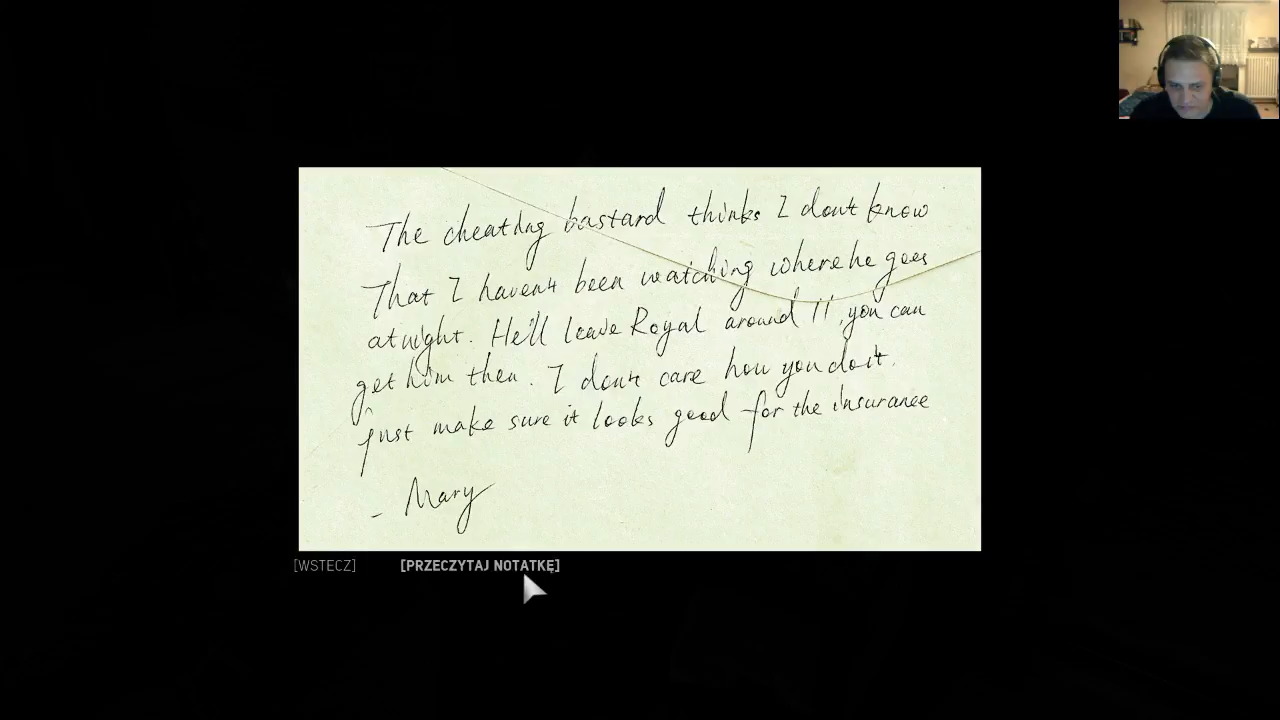 The cheating bastard thinks I don't know
That I haven't been watching where he goes
at night. He'll leave Royal around 11, you can
get him then. I don't care how you do it.
just make sure it looks good for the insurance
- Mary
[WSTECZ] [PRZECZYTAJ NOTATKĘ]